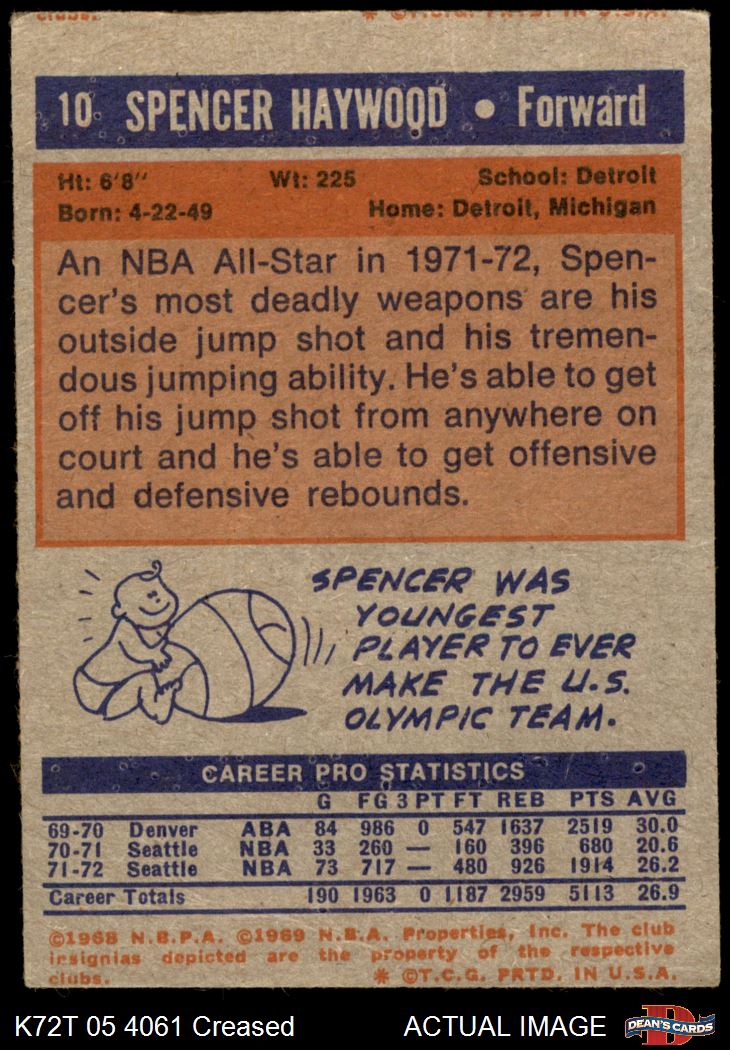 clubs. * ©T.C.G. PRTD. IN U.S.A.
10 SPENCER HAYWOOD • Forward
Ht: 6'8" Wt: 225 School: Detroit
Born: 4-22-49 Home: Detroit, Michigan
An NBA All-Star in 1971-72, Spen-
cer's most deadly weapons are his
outside jump shot and his tremen-
dous jumping ability. He's able to get
off his jump shot from anywhere on
court and he's able to get offensive
and defensive rebounds.
SPENCER WAS
YOUNGEST
PLAYER TO EVER
MAKE THE U.S.
OLYMPIC TEAM.
CAREER PRO STATISTICS
G FG 3 PT FT REB PTS AVG
69-70 Denver ABA 84 986 0 547 1637 2519 30.0
70-71 Seattle NBA 33 260 — 160 396 680 20.6
71-72 Seattle NBA 73 717 — 480 926 1914 26.2
Career Totals 190 1963 0 1187 2959 5113 26.9
©1968 N.B.P.A. ©1969 N.B.A. Properties, Inc. The club
insignias depicted are the property of the respective
clubs. * ©T.C.G. PRTD. IN U.S.A.
K72T 05 4061 Creased ACTUAL IMAGE D DEAN'S CARDS